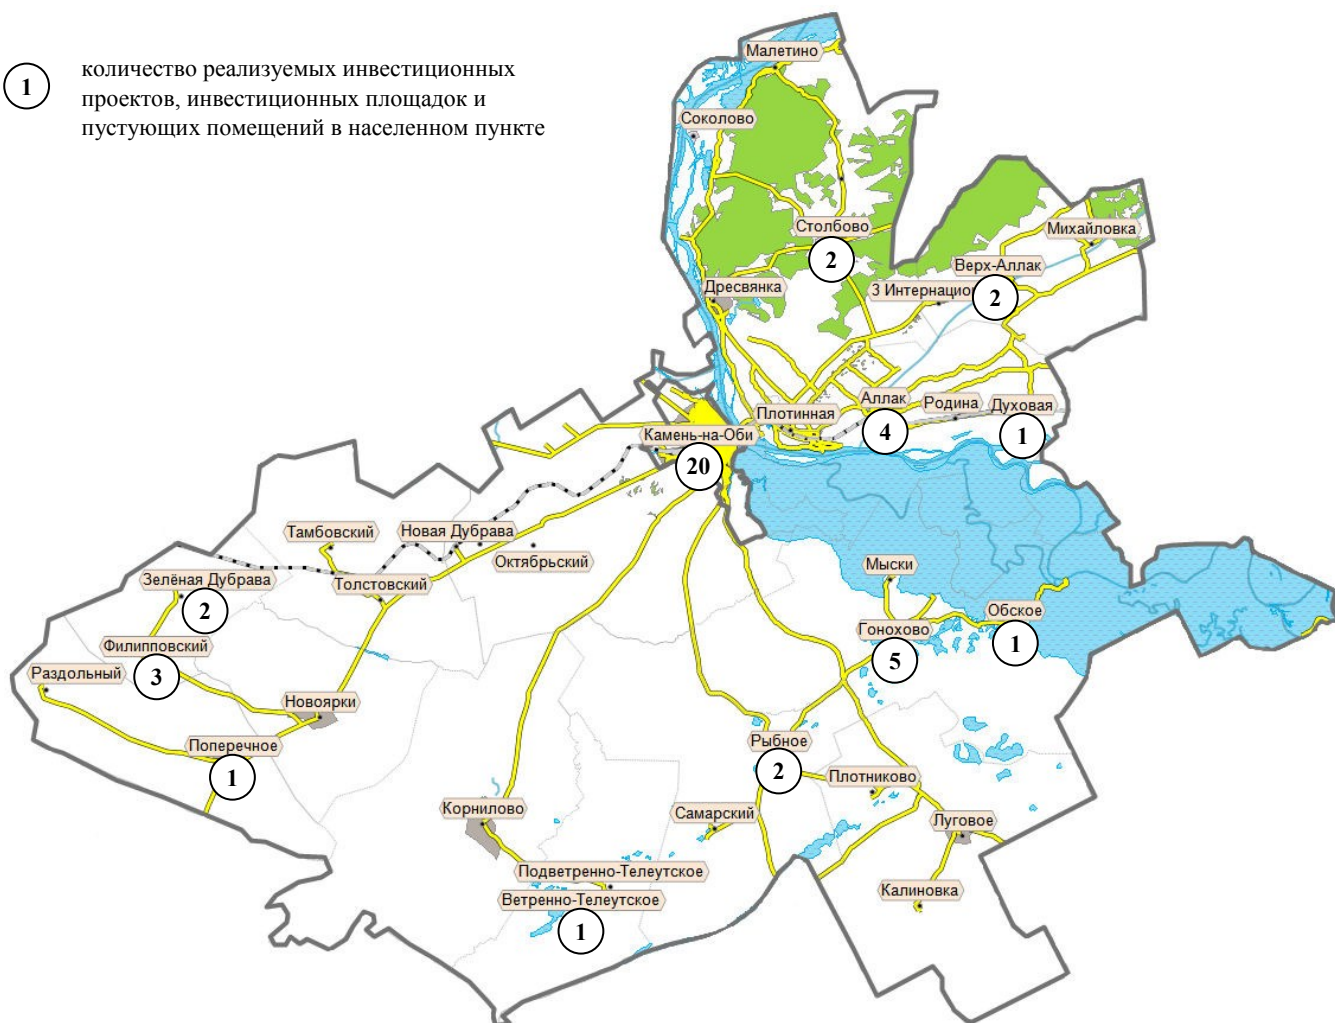 1
количество реализуемых инвестиционных
проектов, инвестиционных площадок и
пустующих помещений в населенном пункте
Малетино
Соколово
Столбово
2
Михайловка
Верх-Аллак
2
3 Интернацио
Дресвянка
Аллак
4
Родина
Духовая
1
Плотинная
Камень-на-Оби
20
Тамбовский
Новая Дубрава
Октябрьский
Толстовский
Зелёная Дубрава
2
Мыски
Обское
1
Гонохово
5
Филипповский
3
Раздольный
Новоярки
Поперечное
1
Рыбное
2
Плотниково
Корнилово
Самарский
Луговое
Подветренно-Телеутское
Калиновка
Ветренно-Телеутское
1